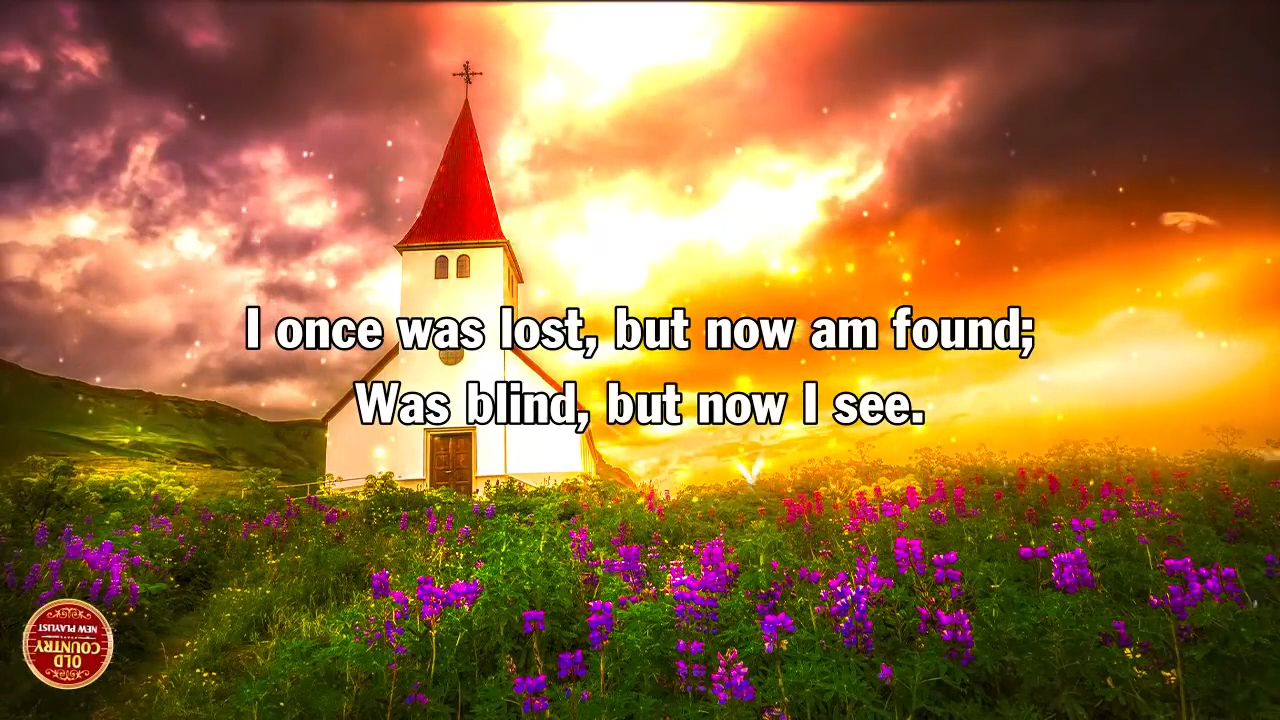 I once was lost, but now am found;
Was blind, but now I see.
OLD
COUNTRY
NEW PLAYLIST